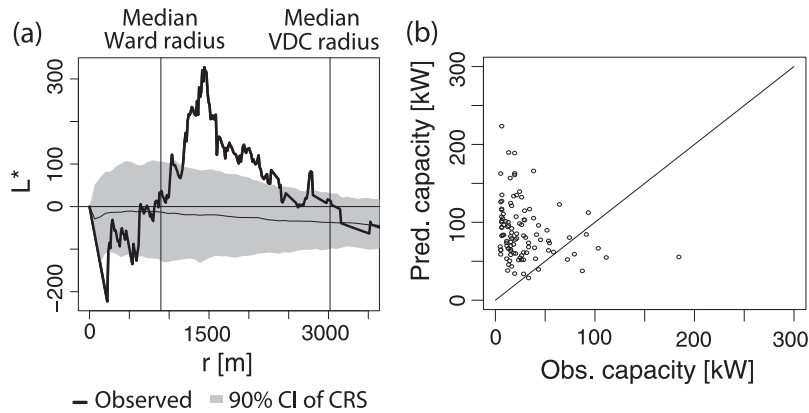 (a)
Median
Ward radius
Median
VDC radius
300
100
0
−200
L*
0
1500
3000
r [m]
Observed
90% CI of CRS
(b)
300
200
100
0
Pred. capacity [kW]
0
100
200
300
Obs. capacity [kW]